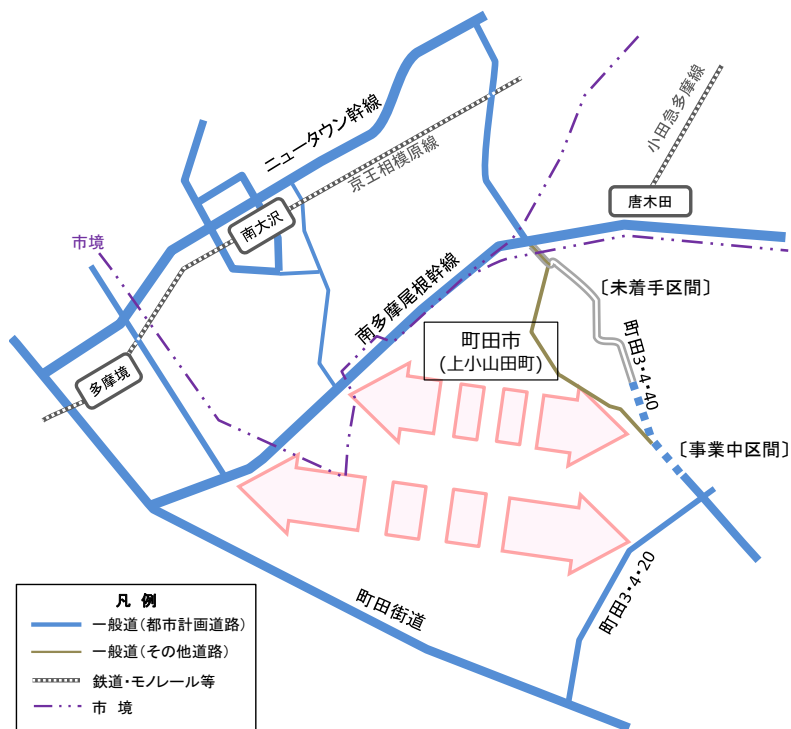 ニュータウン幹線
京王相模原線
小田急多摩線
唐木田
南大沢
市境
南多摩尾根幹線
〔未着手区間〕
町田市
(上小山田町)
町田3・4・40
多摩境
〔事業中区間〕
町田街道
町田3・4・20
凡 例
一般道(都市計画道路)
一般道(その他道路)
鉄道・モノレール等
市 境